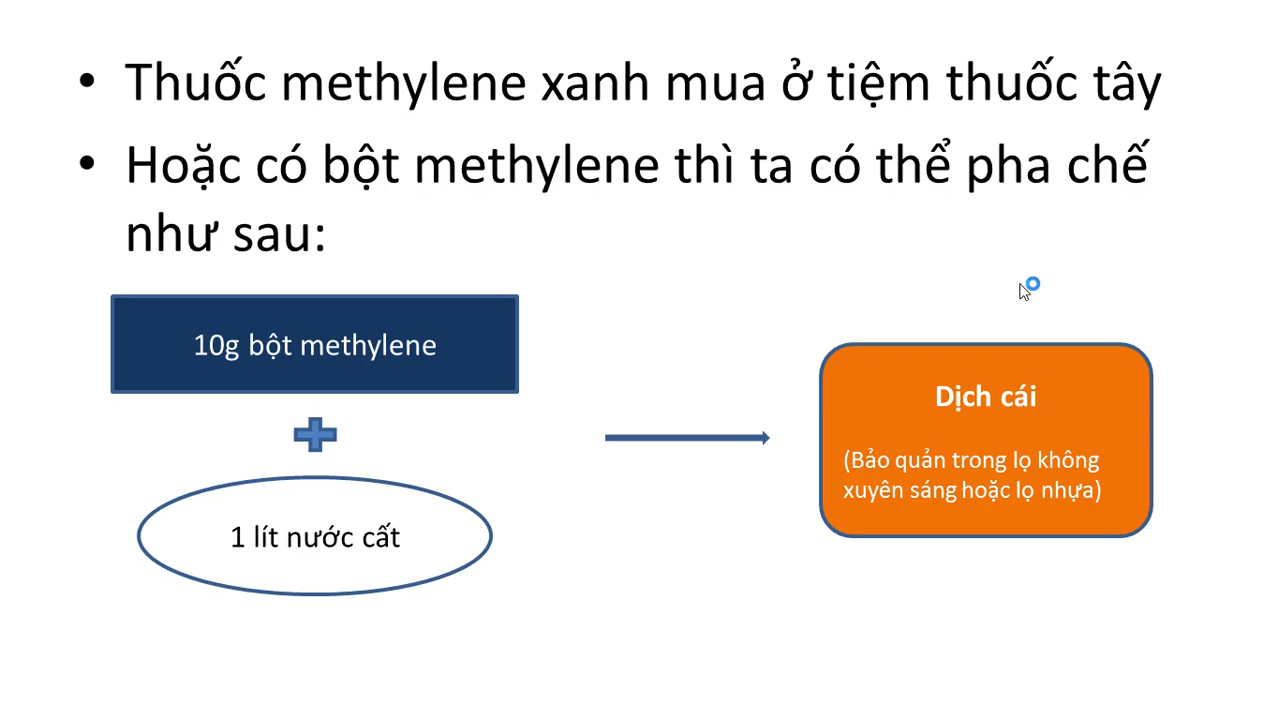 • Thuốc methylene xanh mua ở tiệm thuốc tây
• Hoặc có bột methylene thì ta có thể pha chế
như sau:
10g bột methylene
1 lít nước cất
Dịch cái
(Bảo quản trong lọ không
xuyên sáng hoặc lọ nhựa)